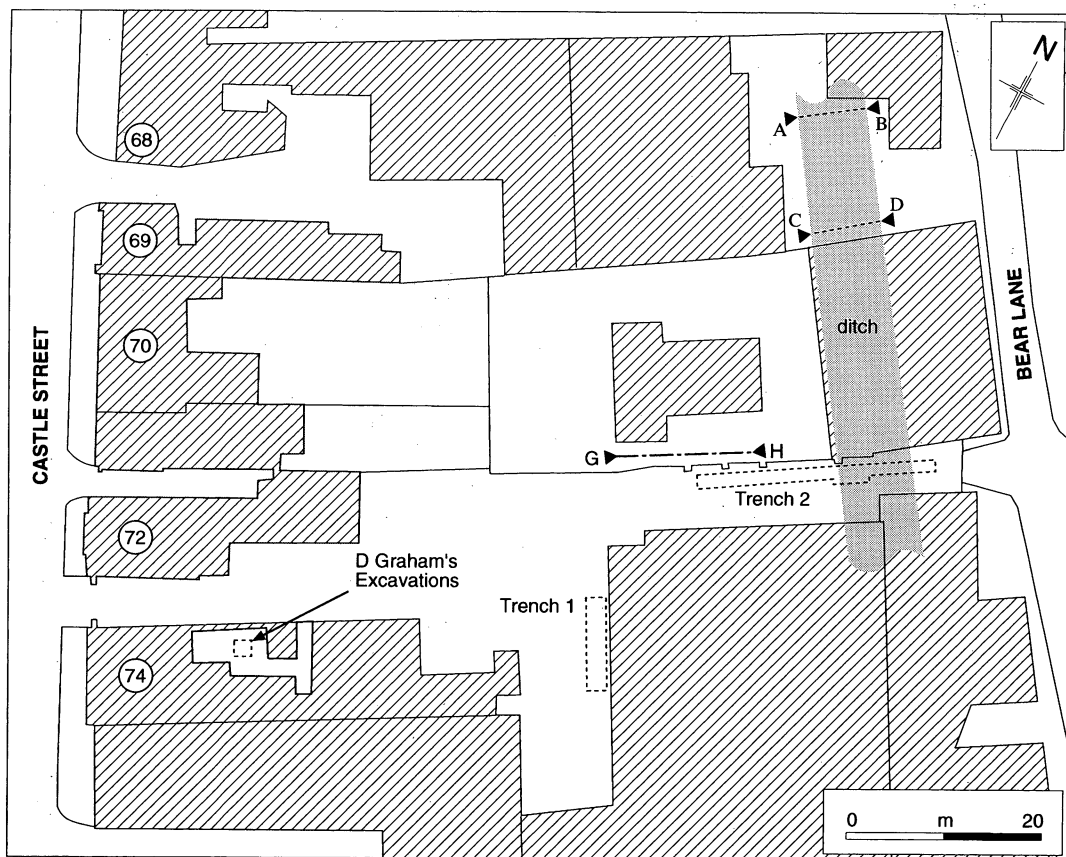 N
68
A
B
C
D
69
CASTLE STREET
70
ditch
BEAR LANE
G
H
Trench 2
72
D Graham's
Excavations
Trench 1
74
0 m 20